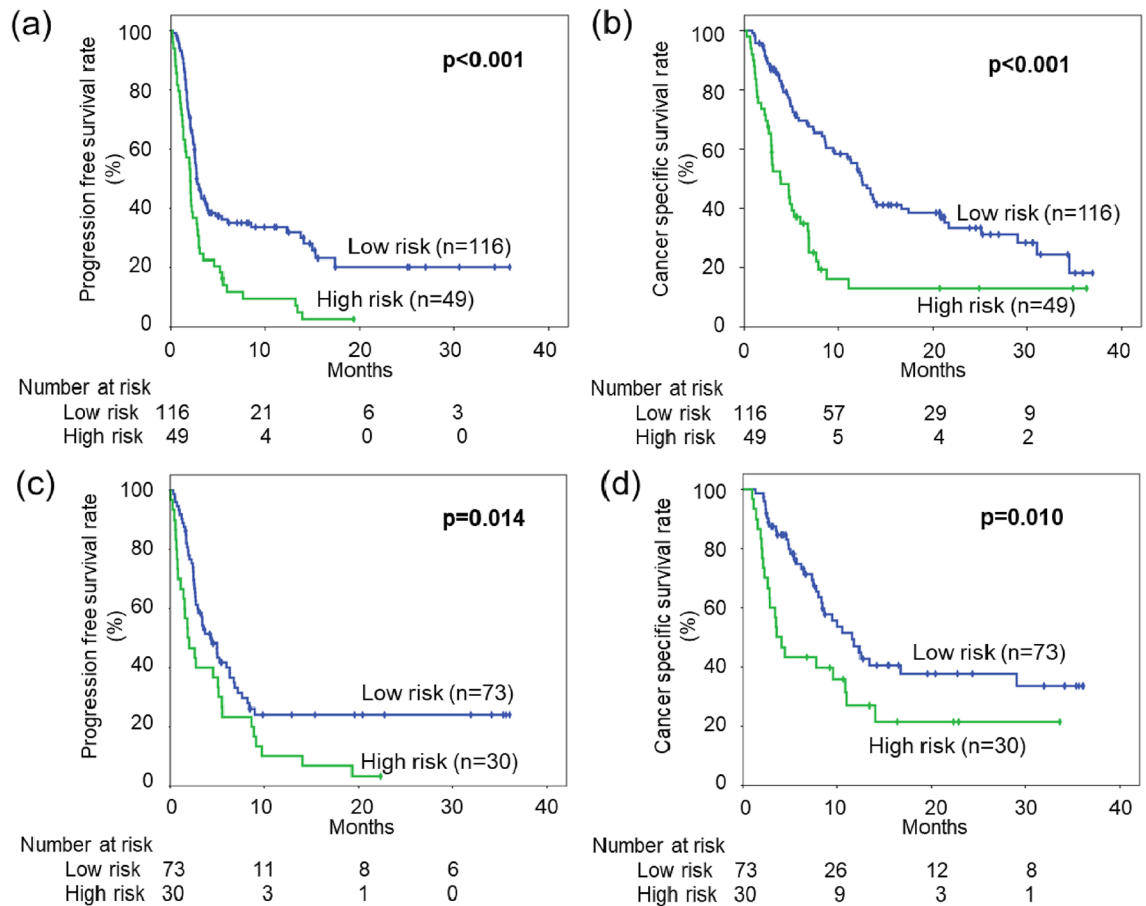 (a)
Progression free survival rate
(%)
100
80
60
40
20
0
p<0.001
Low risk (n=116)
High risk (n=49)
0 10 20 30 40
Months
Number at risk
Low risk 116 21 6 3
High risk 49 4 0 0
(b)
Cancer specific survival rate
(%)
100
80
60
40
20
0
p<0.001
Low risk (n=116)
High risk (n=49)
0 10 20 30 40
Months
Number at risk
Low risk 116 57 29 9
High risk 49 5 4 2
(c)
Progression free survival rate
(%)
100
80
60
40
20
0
p=0.014
Low risk (n=73)
High risk (n=30)
0 10 20 30 40
Months
Number at risk
Low risk 73 11 8 6
High risk 30 3 1 0
(d)
Cancer specific survival rate
(%)
100
80
60
40
20
0
p=0.010
Low risk (n=73)
High risk (n=30)
0 10 20 30 40
Months
Number at risk
Low risk 73 26 12 8
High risk 30 9 3 1